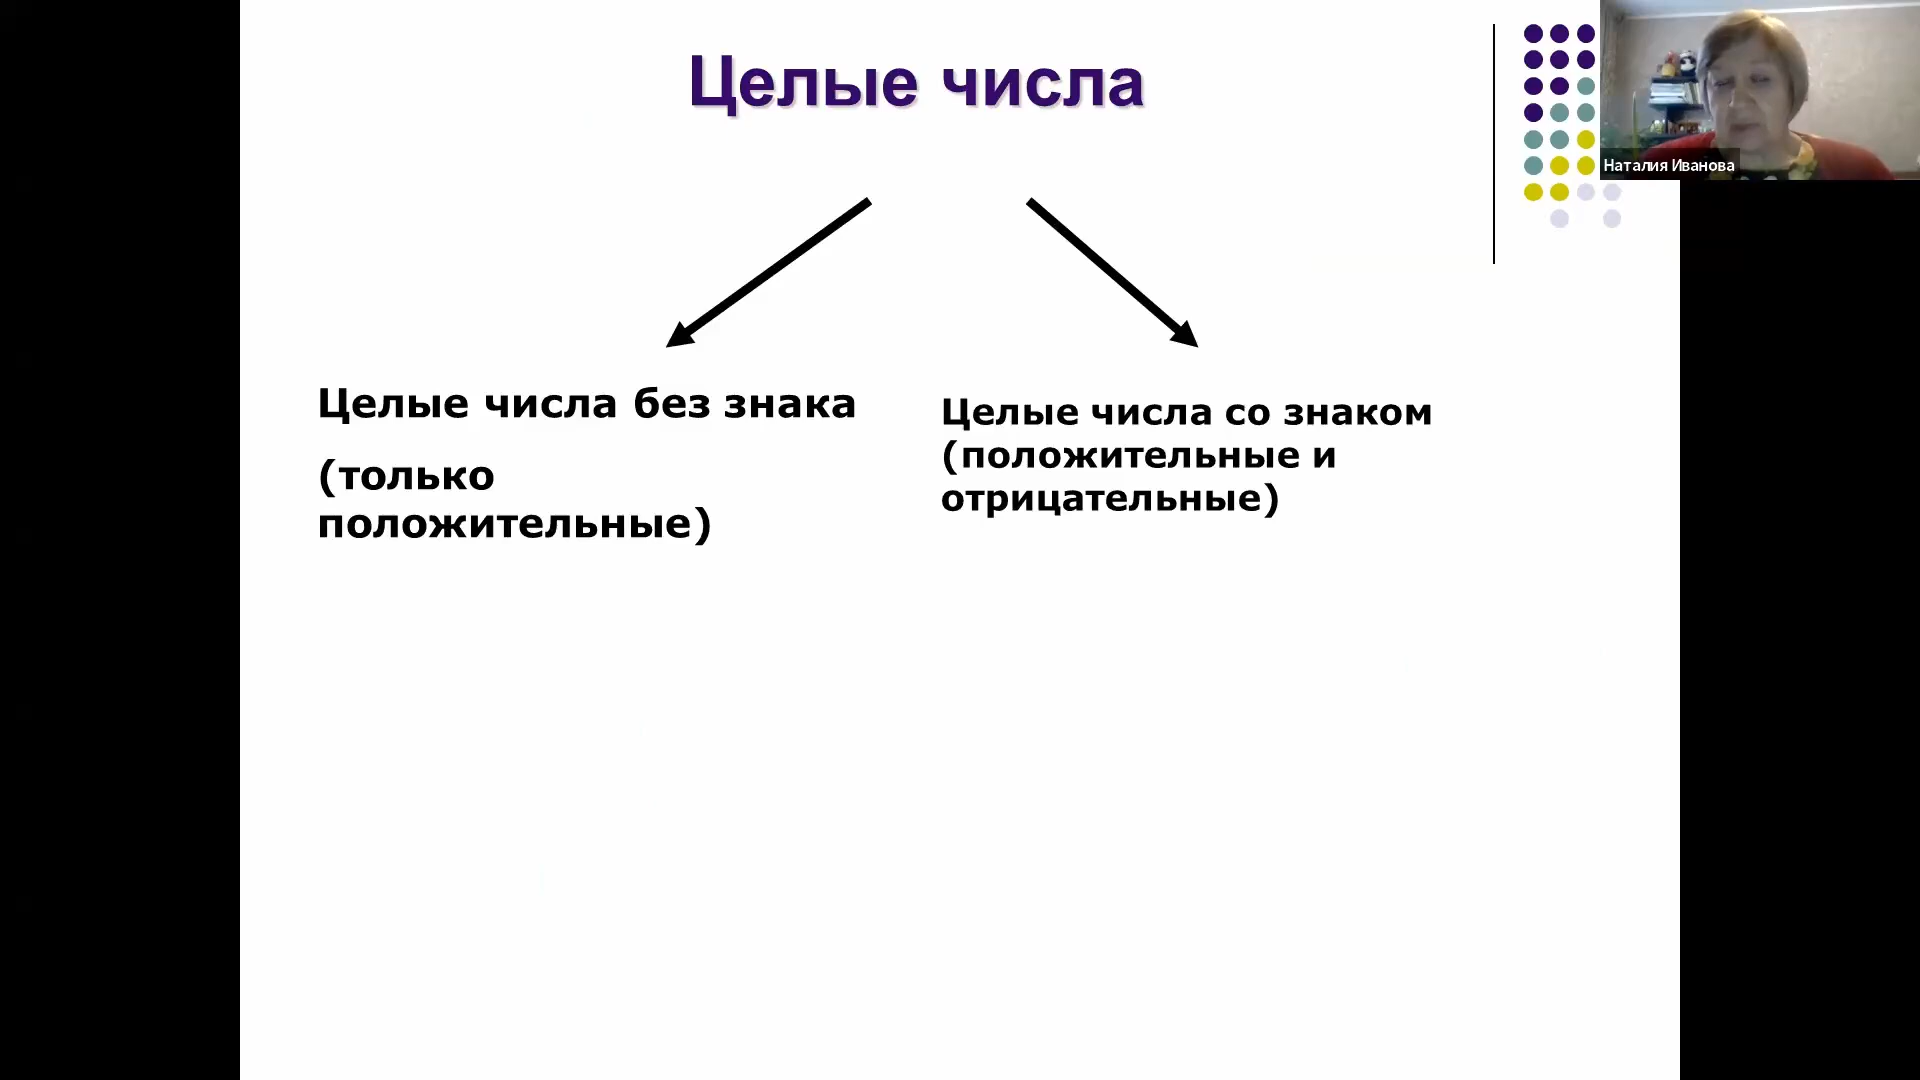 Целые числа
Наталия Иванова
Целые числа без знака
(только
положительные)
Целые числа со знаком
(положительные и
отрицательные)